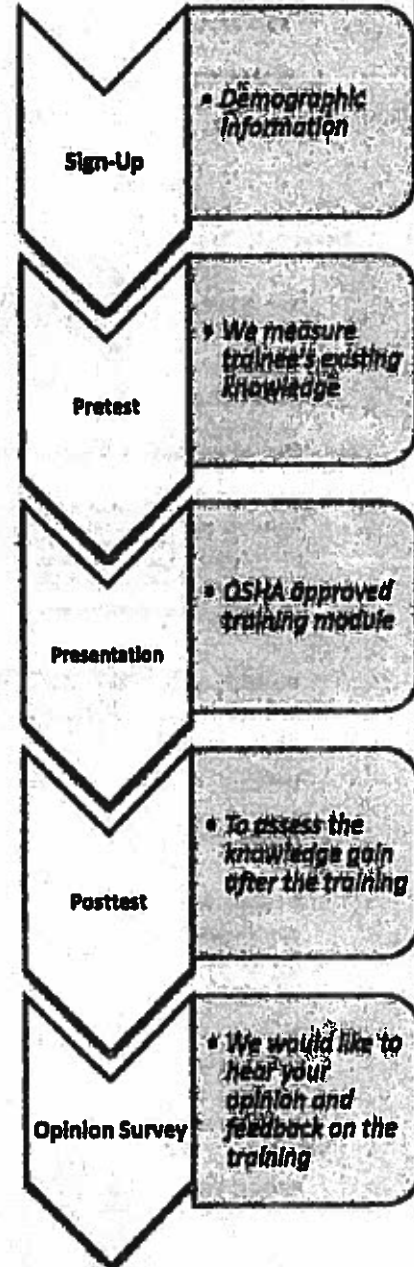 Sign-Up
• Demographic
Information
Pretest
• We measure
trainee's existing
knowledge
Presentation
• OSHA approved
training module
Posttest
• To assess the
knowledge gain
after the training
Opinion Survey
• We would like to
hear your
opinion and
feedback on the
training